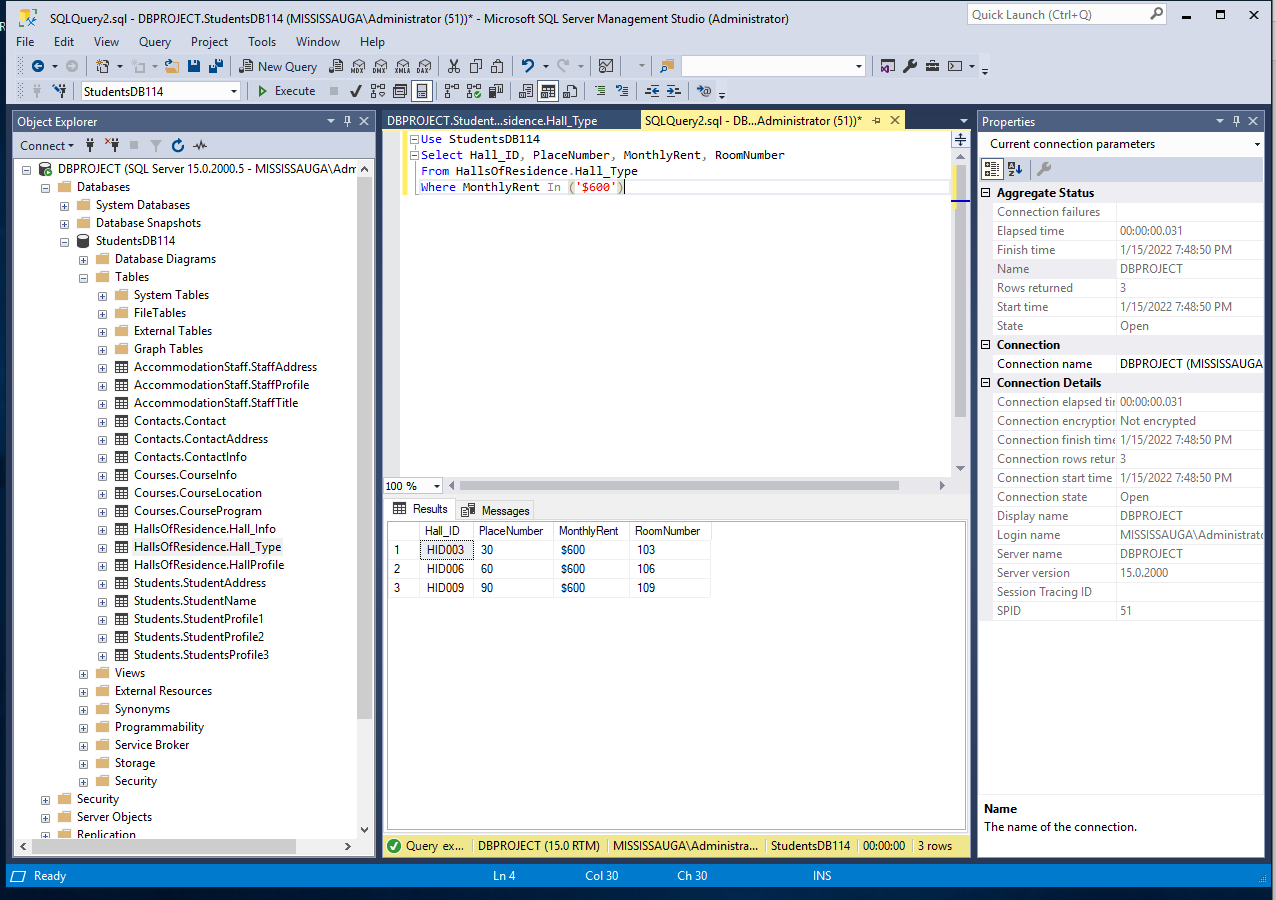 SQLQuery2.sql - DBPROJECT.StudentsDB114 (MISSISSAUGA\Administrator (51))* - Microsoft SQL Server Management Studio (Administrator)
Quick Launch (Ctrl+Q)
File Edit View Query Project Tools Window Help
New Query MDX DMX XMLA DAX
StudentsDB114 Execute
Object Explorer
Connect
DBPROJECT (SQL Server 15.0.2000.5 - MISSISSAUGA\Adm
Databases
System Databases
Database Snapshots
StudentsDB114
Database Diagrams
Tables
System Tables
FileTables
External Tables
Graph Tables
AccommodationStaff.StaffAddress
AccommodationStaff.StaffProfile
AccommodationStaff.StaffTitle
Contacts.Contact
Contacts.ContactAddress
Contacts.ContactInfo
Courses.CourseInfo
Courses.CourseLocation
Courses.CourseProgram
HallsOfResidence.Hall_Info
HallsOfResidence.Hall_Type
HallsOfResidence.HallProfile
Students.StudentAddress
Students.StudentName
Students.StudentProfile1
Students.StudentProfile2
Students.StudentsProfile3
Views
External Resources
Synonyms
Programmability
Service Broker
Storage
Security
Security
Server Objects
Replication
DBPROJECT.Student...sidence.Hall_Type
SQLQuery2.sql - DB...Administrator (51))*
Use StudentsDB114
Select Hall_ID, PlaceNumber, MonthlyRent, RoomNumber
From HallsOfResidence.Hall_Type
Where MonthlyRent In ('$600')
100 %
Results Messages
Hall_ID PlaceNumber MonthlyRent RoomNumber
1 HID003 30 $600 103
2 HID006 60 $600 106
3 HID009 90 $600 109
Query ex... DBPROJECT (15.0 RTM) MISSISSAUGA\Administra... StudentsDB114 00:00:00 3 rows
Properties
Current connection parameters
Aggregate Status
Connection failures
Elapsed time 00:00:00.031
Finish time 1/15/2022 7:48:50 PM
Name DBPROJECT
Rows returned 3
Start time 1/15/2022 7:48:50 PM
State Open
Connection
Connection name DBPROJECT (MISSISSAUGA
Connection Details
Connection elapsed tir 00:00:00.031
Connection encryption Not encrypted
Connection finish time 1/15/2022 7:48:50 PM
Connection rows retur 3
Connection start time 1/15/2022 7:48:50 PM
Connection state Open
Display name DBPROJECT
Login name MISSISSAUGA\Administrato
Server name DBPROJECT
Server version 15.0.2000
Session Tracing ID
SPID 51
Name
The name of the connection.
Ready Ln 4 Col 30 Ch 30 INS